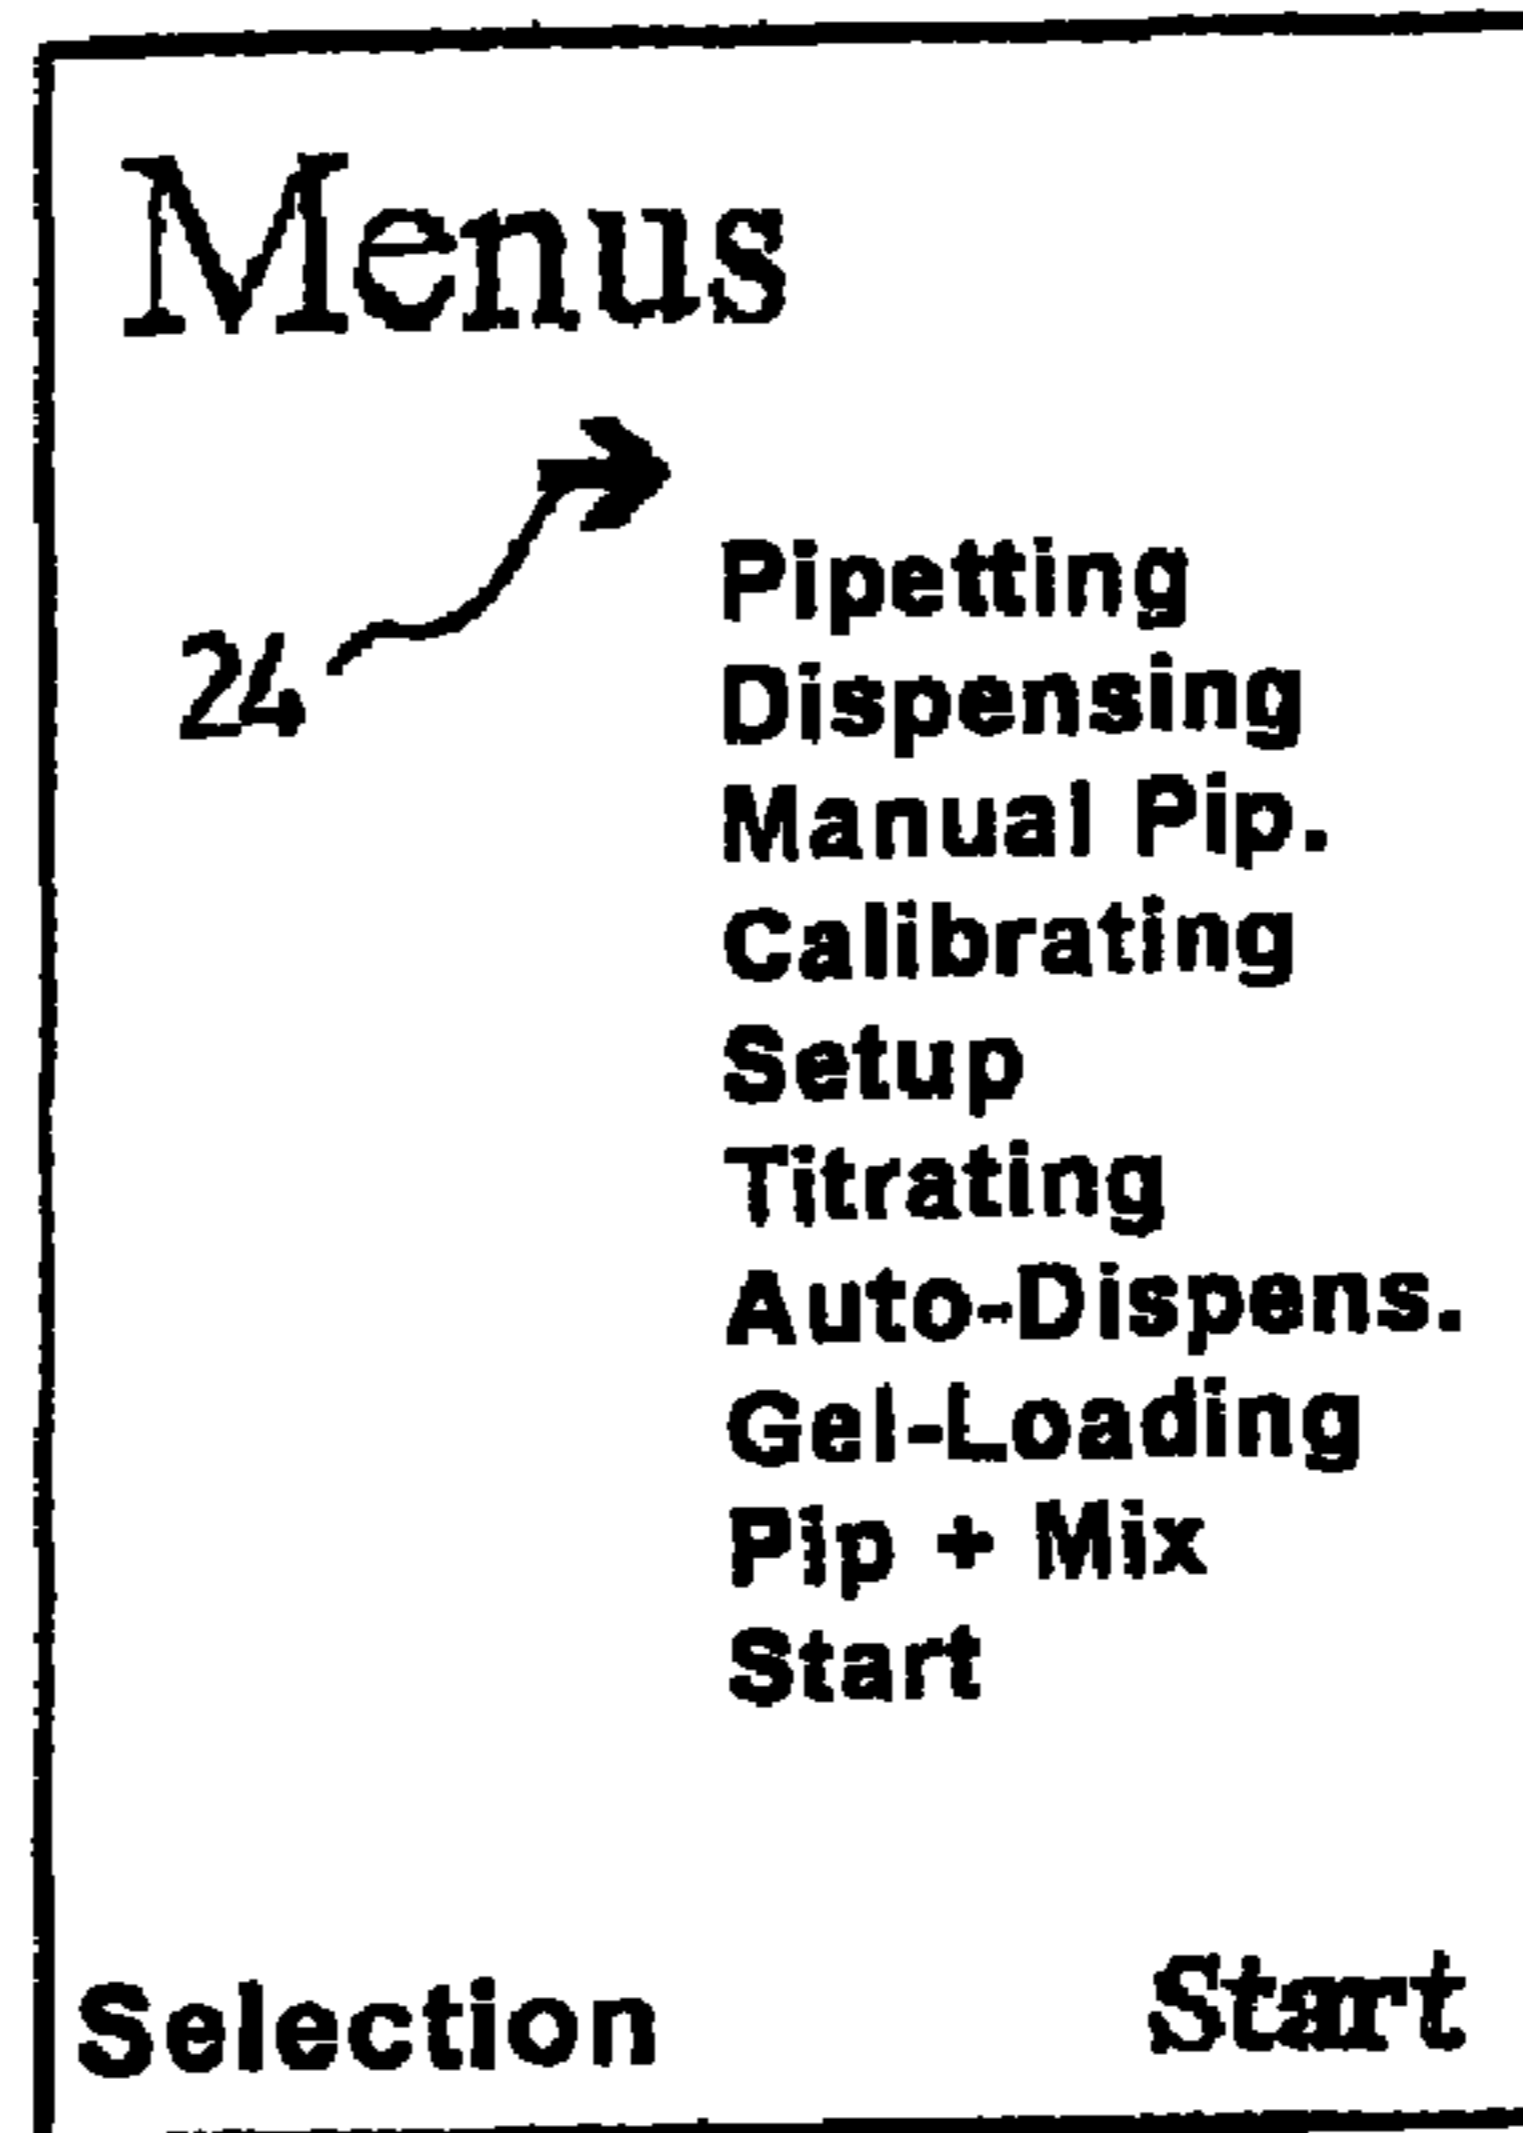 Menus
24
Pipetting
Dispensing
Manual Pip.
Calibrating
Setup
Titrating
Auto-Dispens.
Gel-Loading
Pip + Mix
Start
Selection Start